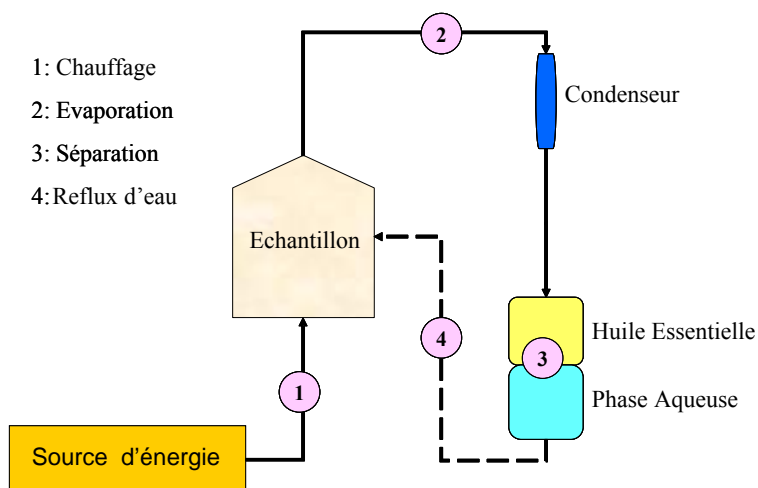 1: Chauffage
2: Evaporation
3: Séparation
4: Reflux d'eau
2
Condenseur
Echantillon
Huile Essentielle
3
4
Phase Aqueuse
1
Source d'énergie